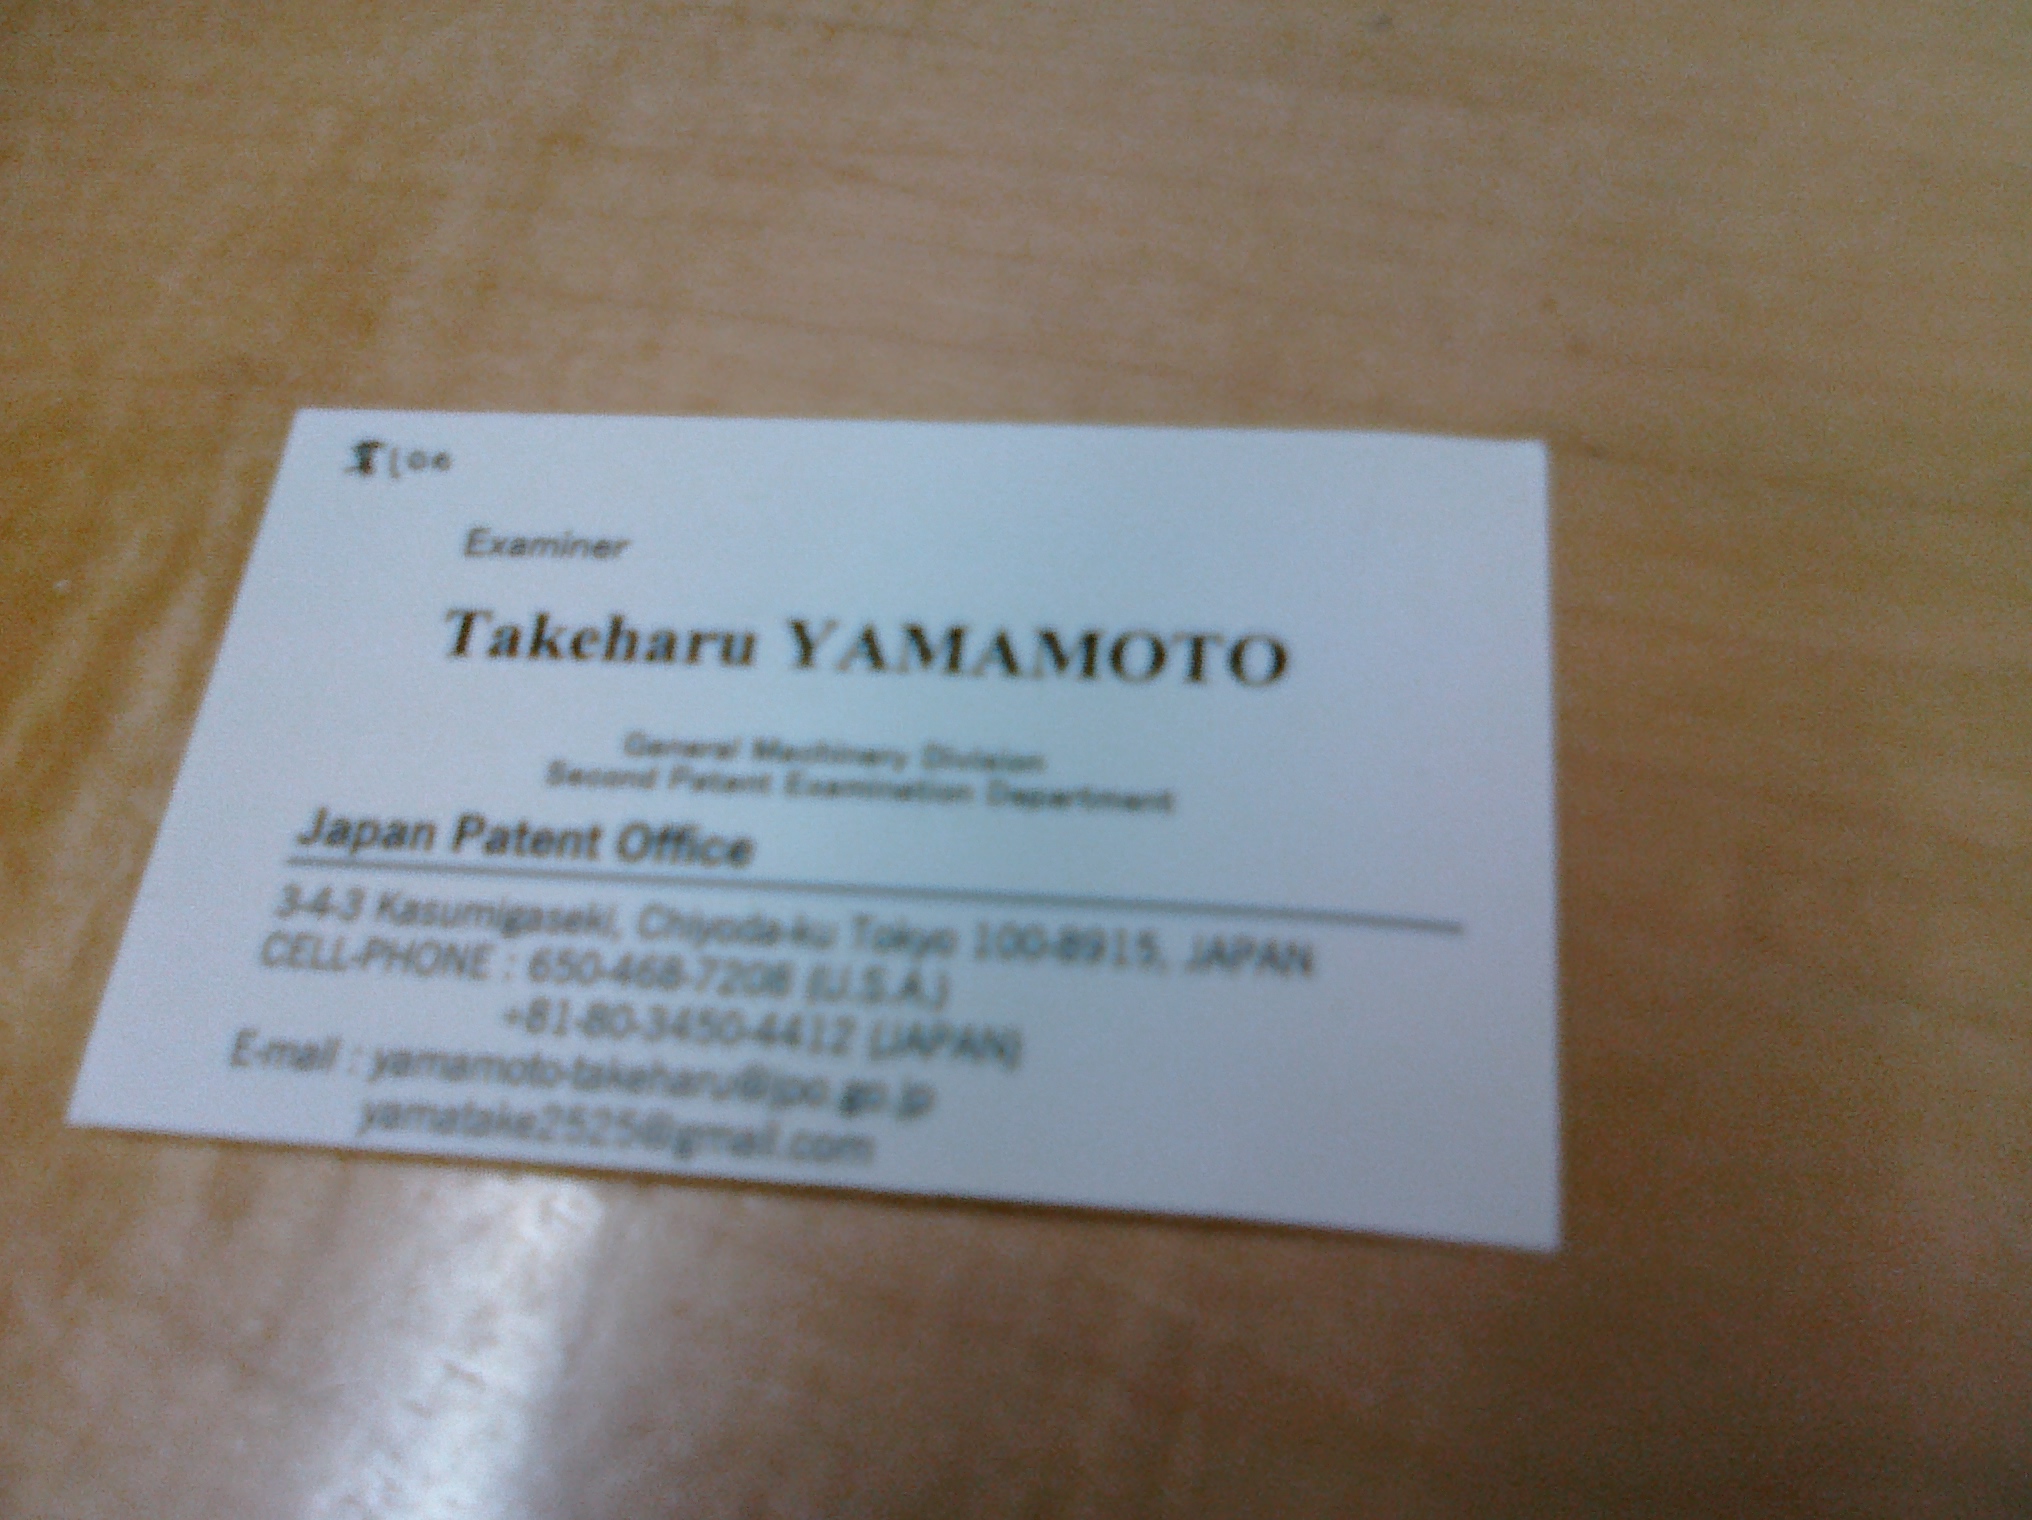 Examiner
Takeharu YAMAMOTO
General Machinery Division
Second Patent Examination Department
Japan Patent Office
3-4-3 Kasumigaseki, Chiyoda-ku Tokyo 100-8915, JAPAN
CELL-PHONE : 650-468-7208 (U.S.A.)
+81-80-3450-4412 (JAPAN)
E-mail : yamamoto-takeharu@jpo.go.jp
yamatake2525@gmail.com